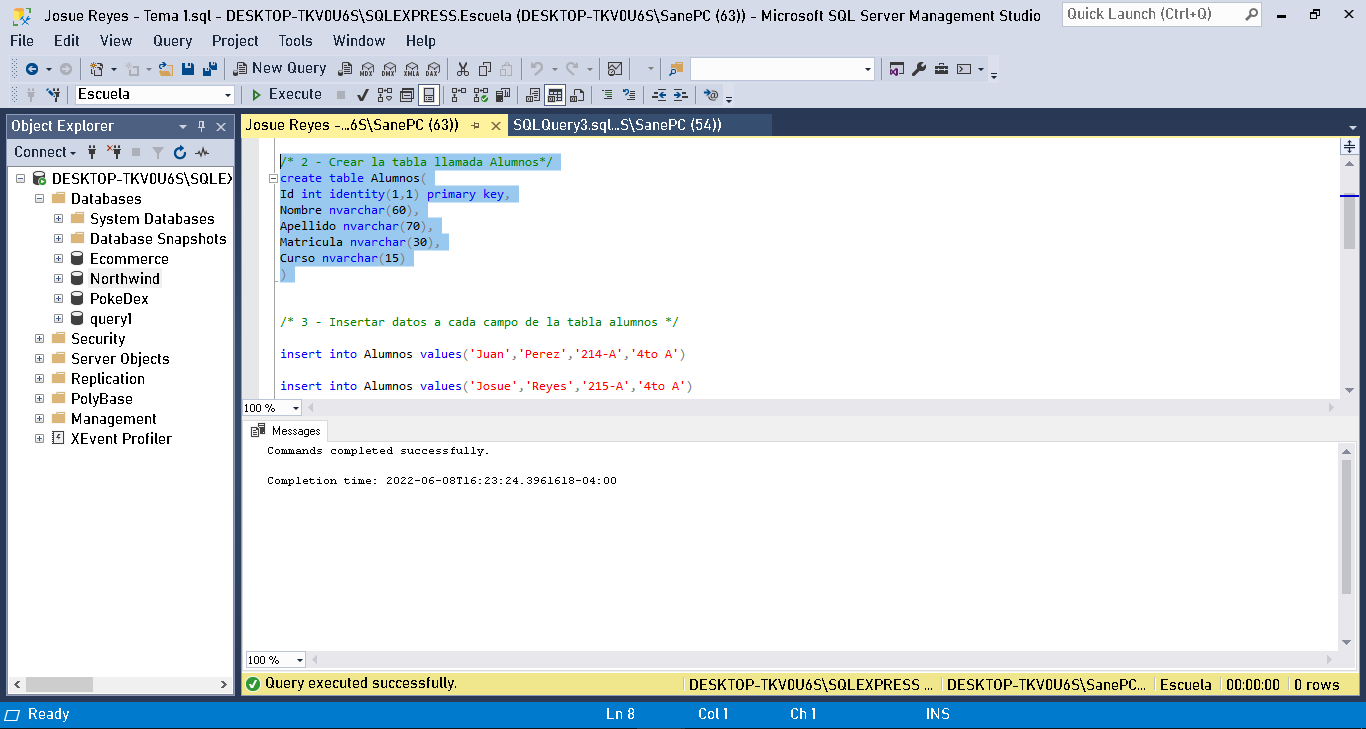 Josue Reyes - Tema 1.sql - DESKTOP-TKV0U6S\SQLEXPRESS.Escuela (DESKTOP-TKV0U6S\SanePC (63)) - Microsoft SQL Server Management Studio
Quick Launch (Ctrl+Q)
File Edit View Query Project Tools Window Help
New Query
MDX DMX XMLA DAX
Escuela
Execute
Object Explorer
Josue Reyes -...6S\SanePC (63))
SQLQuery3.sql...S\SanePC (54))
Connect
DESKTOP-TKV0U6S\SQLEX
Databases
System Databases
Database Snapshots
Ecommerce
Northwind
PokeDex
query1
Security
Server Objects
Replication
PolyBase
Management
XEvent Profiler
/* 2 - Crear la tabla llamada Alumnos*/
create table Alumnos(
Id int identity(1,1) primary key,
Nombre nvarchar(60),
Apellido nvarchar(70),
Matricula nvarchar(30),
Curso nvarchar(15)
)
/* 3 - Insertar datos a cada campo de la tabla alumnos */
insert into Alumnos values('Juan','Perez','214-A','4to A')
insert into Alumnos values('Josue','Reyes','215-A','4to A')
100 %
Messages
Commands completed successfully.
Completion time: 2022-06-08T16:23:24.3961618-04:00
100 %
Query executed successfully.
DESKTOP-TKV0U6S\SQLEXPRESS ...
DESKTOP-TKV0U6S\SanePC...
Escuela
00:00:00
0 rows
Ready
Ln 8
Col 1
Ch 1
INS